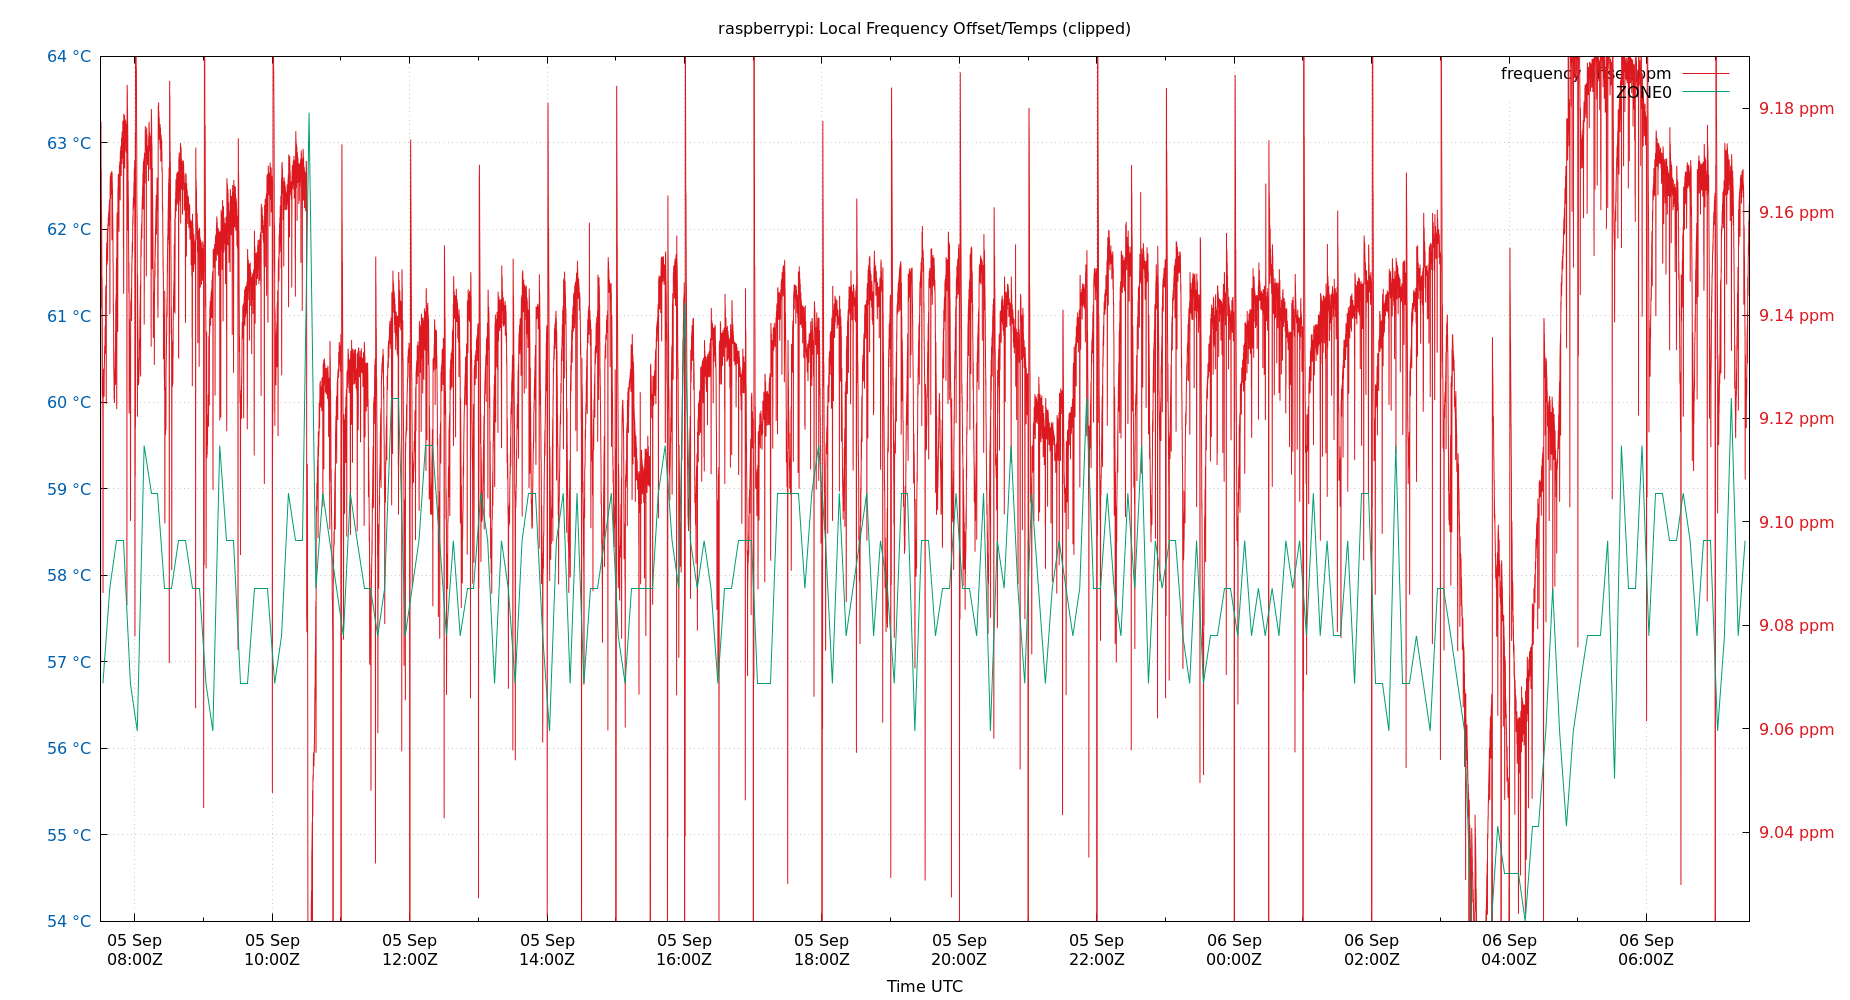 raspberrypi: Local Frequency Offset/Temps (clipped)
64 °C
63 °C
62 °C
61 °C
60 °C
59 °C
58 °C
57 °C
56 °C
55 °C
54 °C
frequency offset ppm
ZONE0
9.18 ppm
9.16 ppm
9.14 ppm
9.12 ppm
9.10 ppm
9.08 ppm
9.06 ppm
9.04 ppm
05 Sep 05 Sep 05 Sep 05 Sep 05 Sep 05 Sep 05 Sep 05 Sep 06 Sep 06 Sep 06 Sep 06 Sep
08:00Z 10:00Z 12:00Z 14:00Z 16:00Z 18:00Z 20:00Z 22:00Z 00:00Z 02:00Z 04:00Z 06:00Z
Time UTC